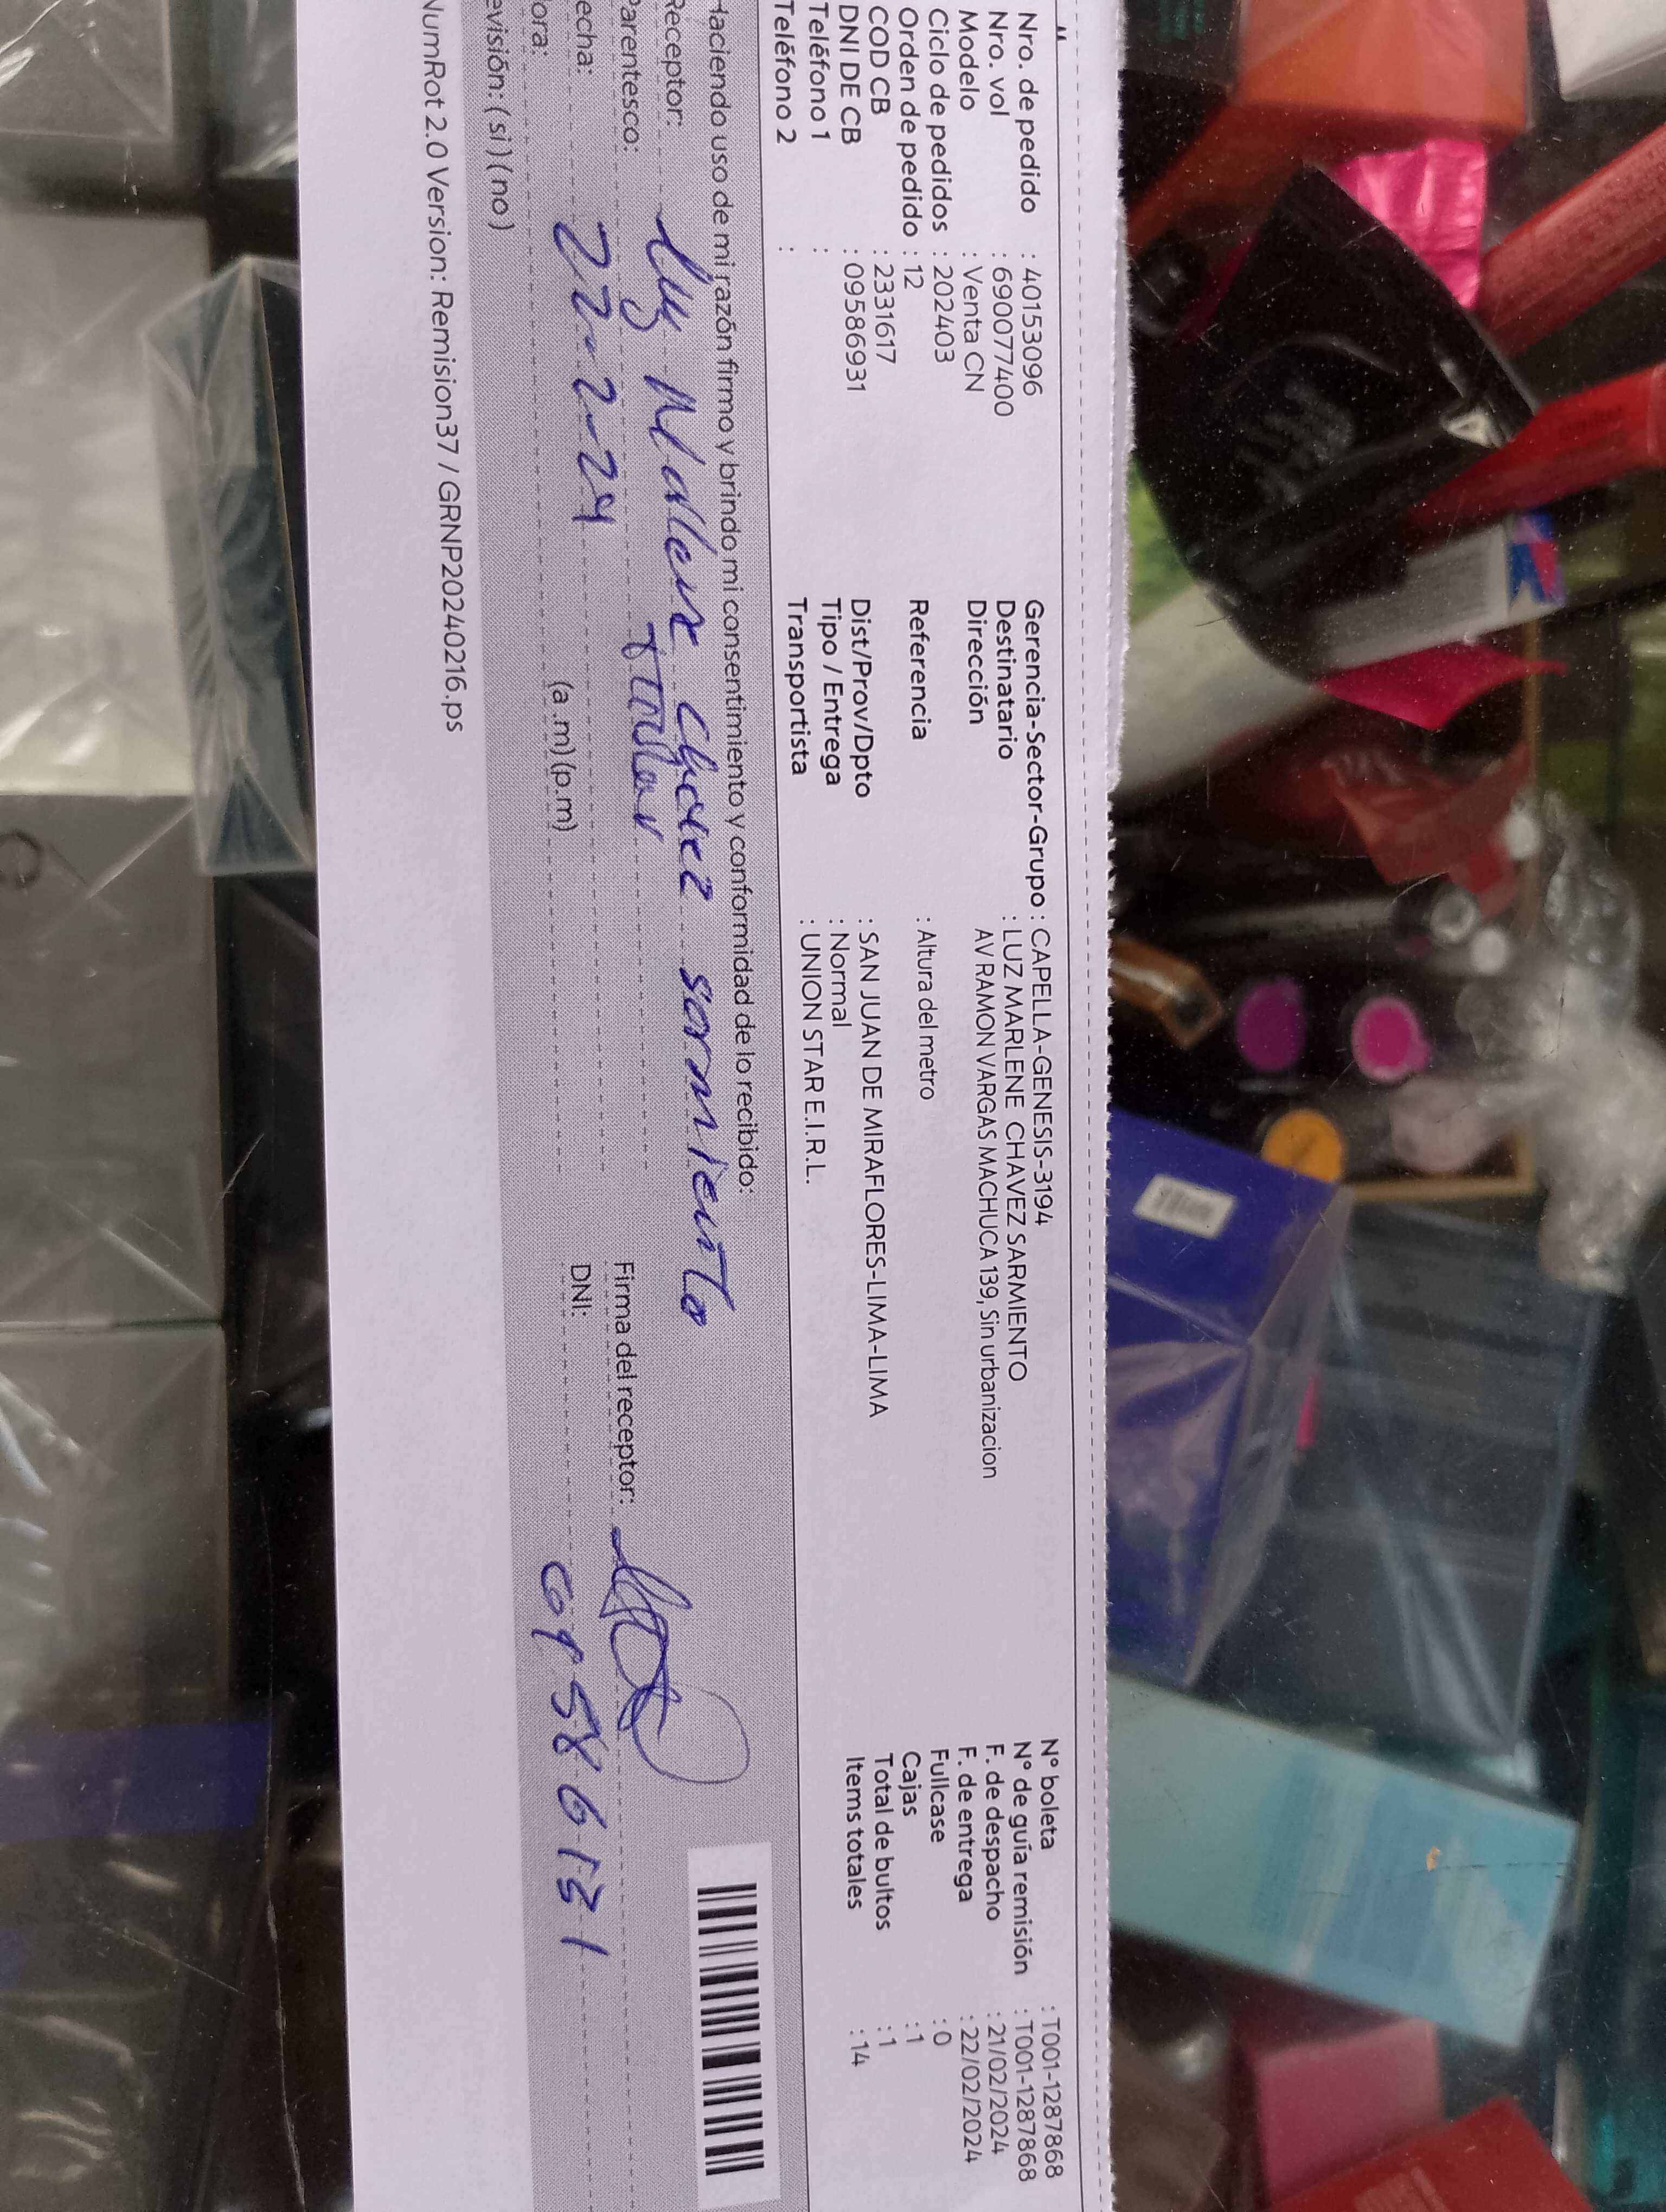 Nro. de pedido : 401533096
Nro. vol : 6900777400
Modelo : Venta CN
Ciclo de pedidos : 202403
Orden de pedido : 12
COD CB : 2331617
DNI DE CB : 09586931
Teléfono 1 :
Teléfono 2 :
Gerencia-Sector-Grupo : CAPELLA-GENESIS-3194
Destinatario : LUZ MARLENE CHAVEZ SARMIENTO
Dirección AV RAMON VARGAS MACHUCA 139, Sin urbanizacion
Referencia : Altura del metro
Dist/Prov/Dpto : SAN JUAN DE MIRAFLORES-LIMA-LIMA
Tipo / Entrega : Normal
Transportista : UNION STAR E.I.R.L.
N° boleta : T001-1287868
N° de guía remisión : T001-1287868
F. de despacho : 21/02/2024
F. de entrega : 22/02/2024
Fullcase : 0
Cajas : 1
Total de bultos : 1
Items totales : 14
Haciendo uso de mi razón firmo y brindo mi consentimiento y conformidad de lo recibido:
Receptor: Luz Marlene Chavez Sarmiento
Parentesco: titular
echa: 22-2-24
ora: (a .m)(p.m)
evisión: (si) (no)
Firma del receptor:
DNI: 09586131
NumRot 2.0 Version: Remision37 / GRNP20240216.ps